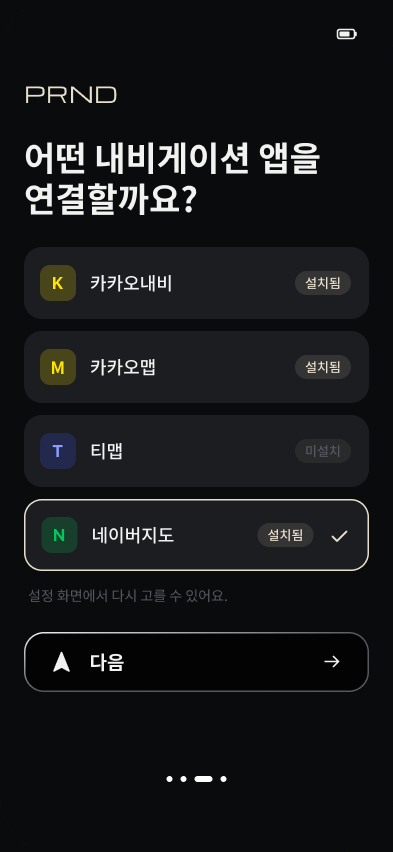 PRND
어떤 내비게이션 앱을
연결할까요?
K 카카오내비 설치됨
M 카카오맵 설치됨
T 티맵 미설치
N 네이버지도 설치됨
설정 화면에서 다시 고를 수 있어요.
다음